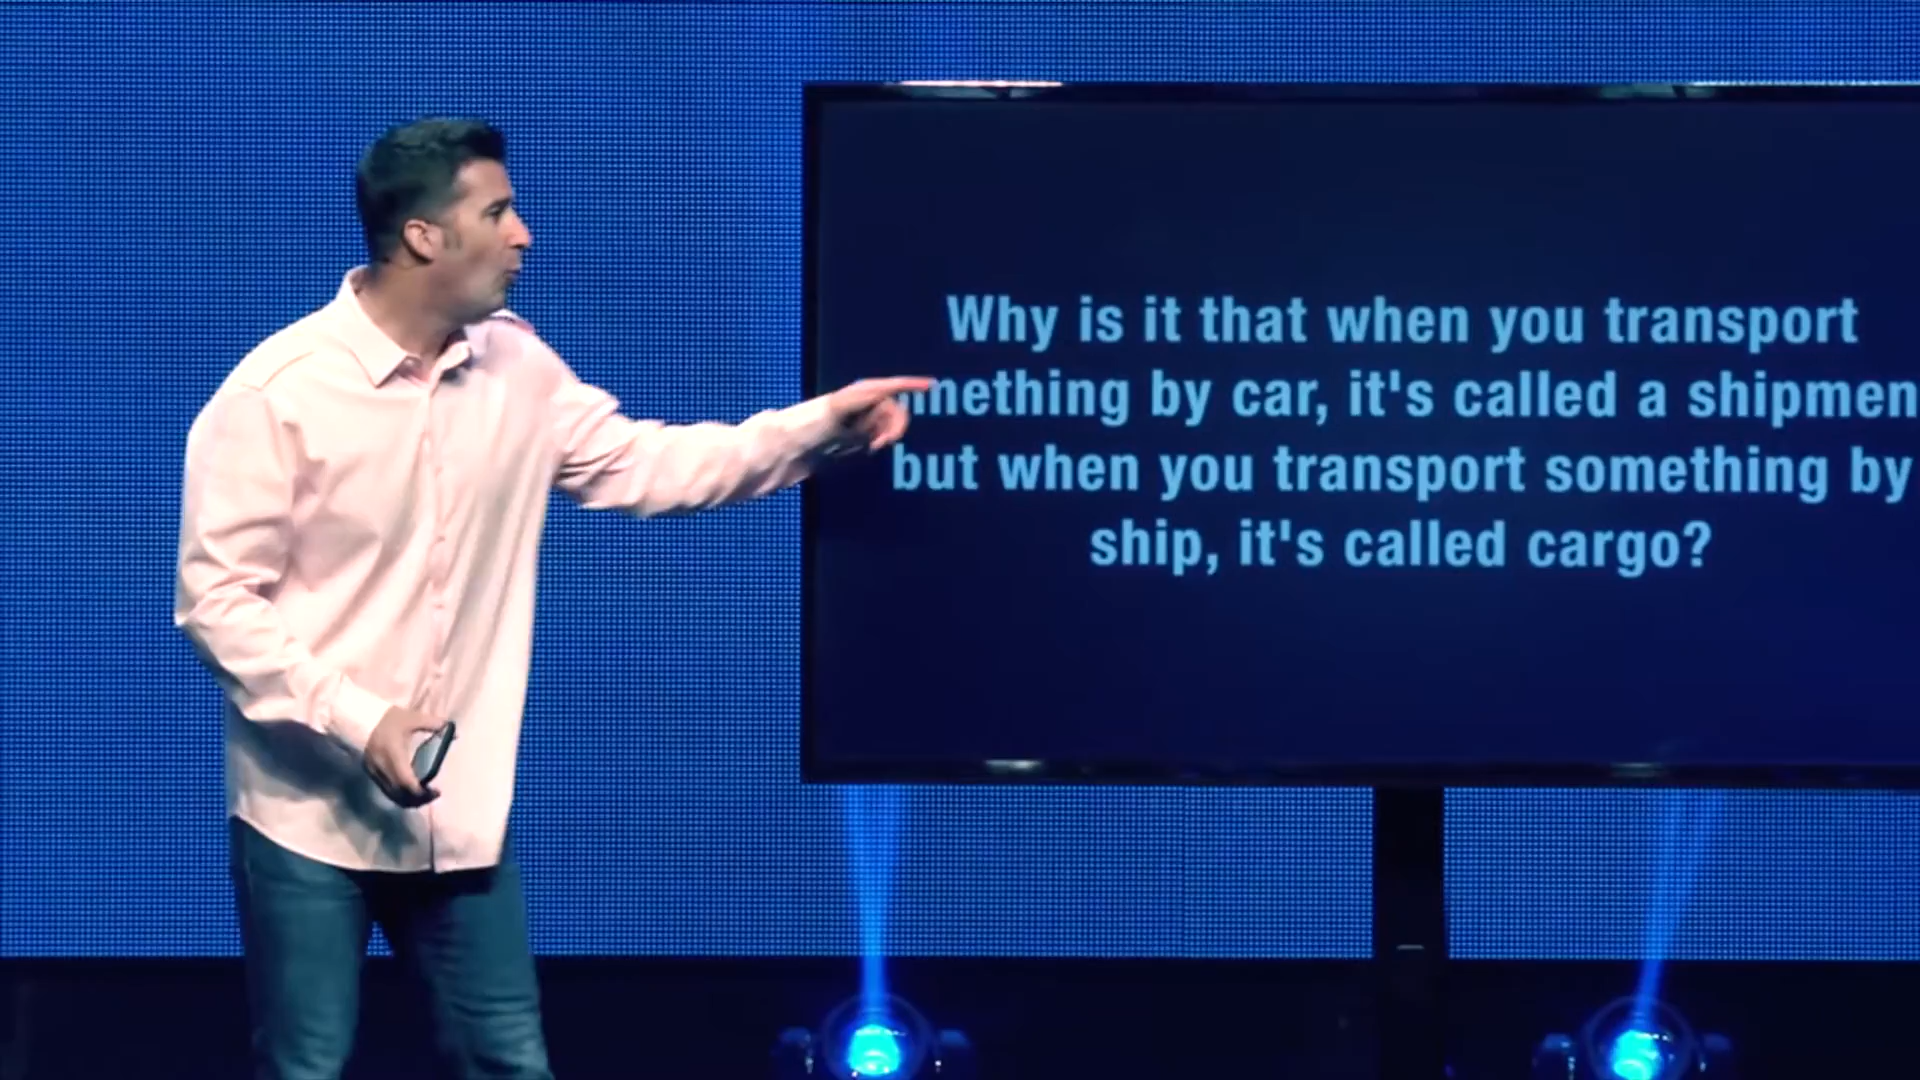 Why is it that when you transport
mething by car, it's called a shipmen
but when you transport something by
ship, it's called cargo?